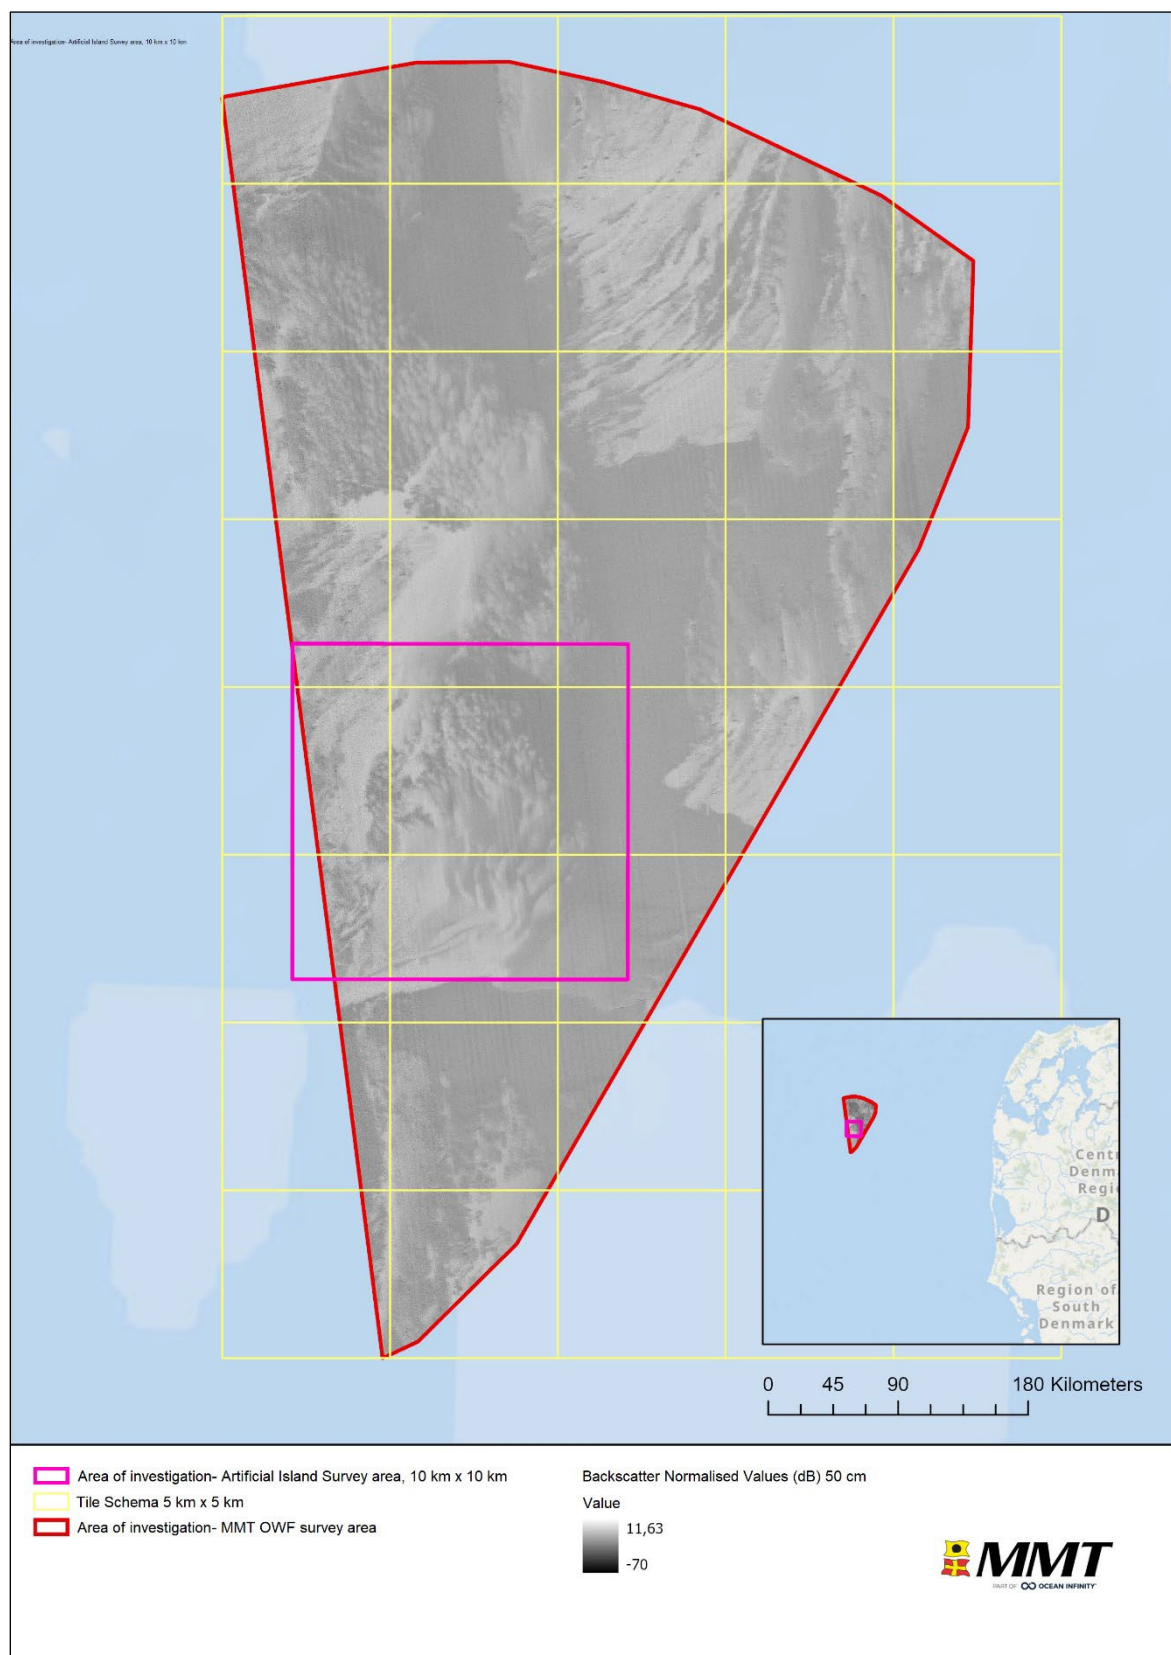 Area of investigation- Artificial Island Survey area, 10 km x 10 km
Centr
Denm
Regi
D
Region of
South
Denmark
0 45 90 180 Kilometers
Area of investigation- Artificial Island Survey area, 10 km x 10 km
Tile Schema 5 km x 5 km
Area of investigation- MMT OWF survey area
Backscatter Normalised Values (dB) 50 cm
Value
11,63
-70
MMT
PART OF OCEAN INFINITY